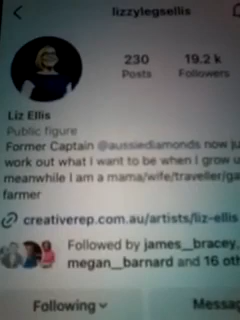 lizzylegsellis
230
19.2 k
Posts
Followers
Liz Ellis
Public figure
Former Captain @aussiediamonds now ju
work out what I want to be when I grow u
meanwhile I am a mama/wife/traveller/ga
farmer
creativerep.com.au/artists/liz-ellis
Followed by james__bracey,
megan__barnard and 16 oth
Following
Messag